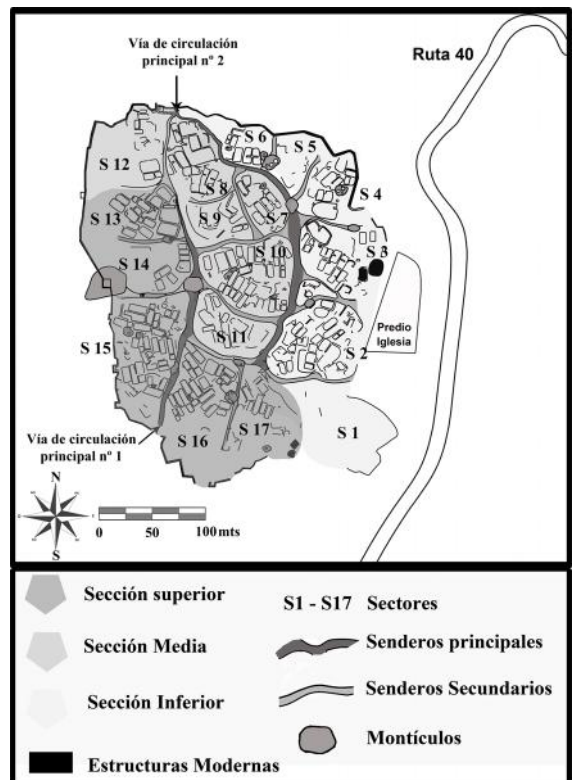 Vía de circulación
principal nº 2
Ruta 40
S 6
S 5
S 12
S 4
S 8
S 13
S 9
S 7
S 3
S 10
S 14
Predio
Iglesia
S 11
S 15
S 2
Vía de circulación
principal nº 1
S 16
S 17
S 1
N
S
0 50 100 mts
Sección superior
S1 - S17 Sectores
Senderos principales
Sección Media
Senderos Secundarios
Sección Inferior
Montículos
Estructuras Modernas